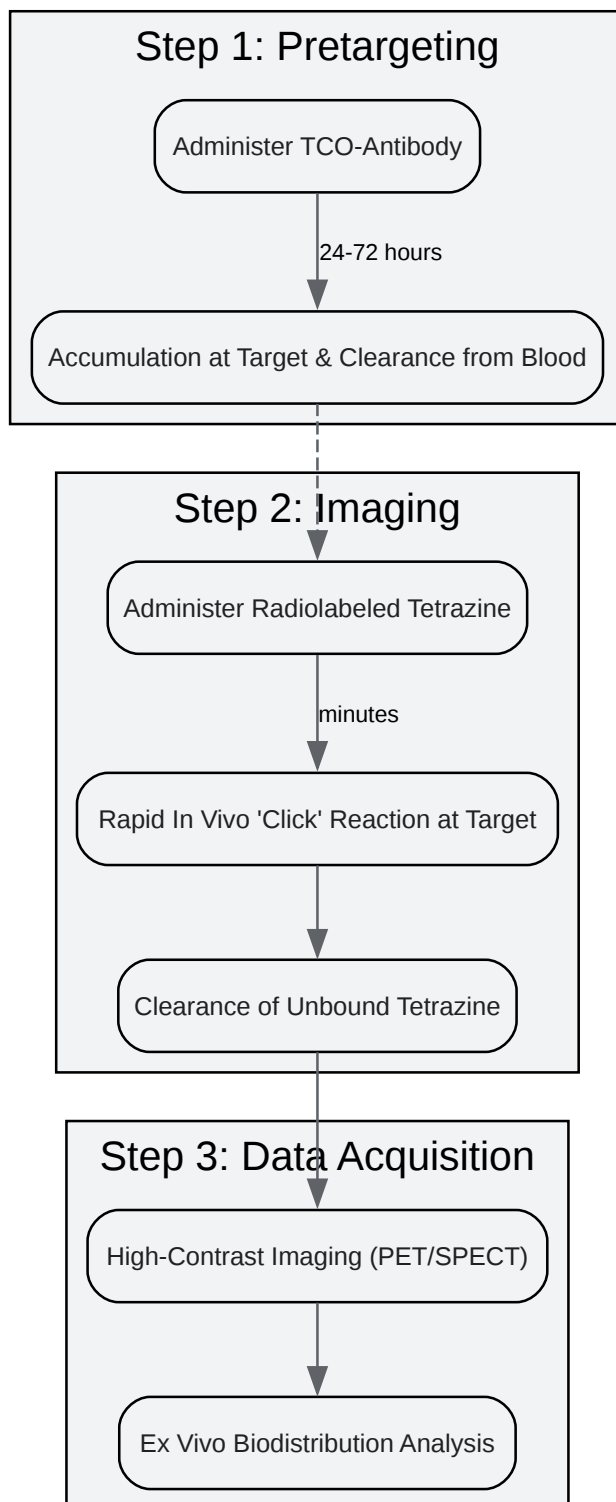 Step 1: Pretargeting
Administer TCO-Antibody
24-72 hours
Accumulation at Target & Clearance from Blood
Step 2: Imaging
Administer Radiolabeled Tetrazine
minutes
Rapid In Vivo 'Click' Reaction at Target
Clearance of Unbound Tetrazine
Step 3: Data Acquisition
High-Contrast Imaging (PET/SPECT)
Ex Vivo Biodistribution Analysis